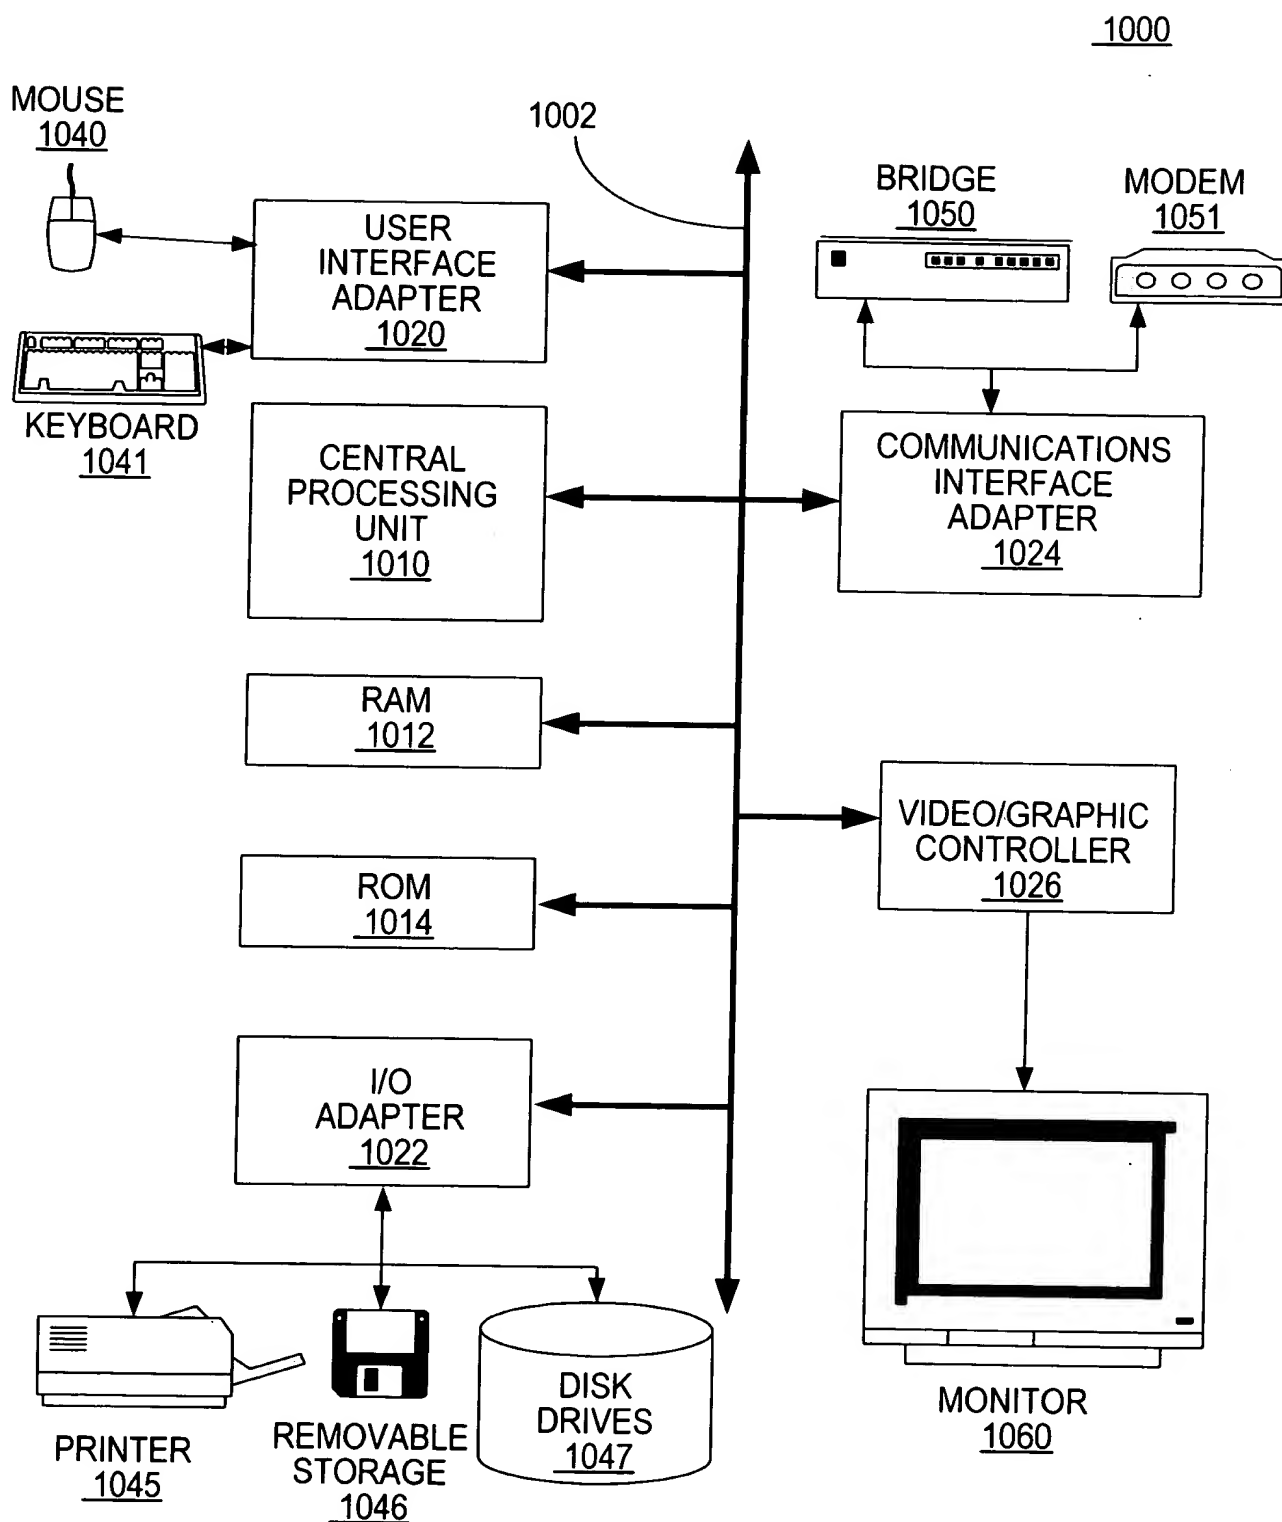 1000
MOUSE
1040
1002
BRIDGE
1050
MODEM
1051
USER
INTERFACE
ADAPTER
1020
KEYBOARD
1041
CENTRAL
PROCESSING
UNIT
1010
COMMUNICATIONS
INTERFACE
ADAPTER
1024
RAM
1012
VIDEO/GRAPHIC
CONTROLLER
1026
ROM
1014
I/O
ADAPTER
1022
PRINTER
1045
REMOVABLE
STORAGE
1046
DISK
DRIVES
1047
MONITOR
1060